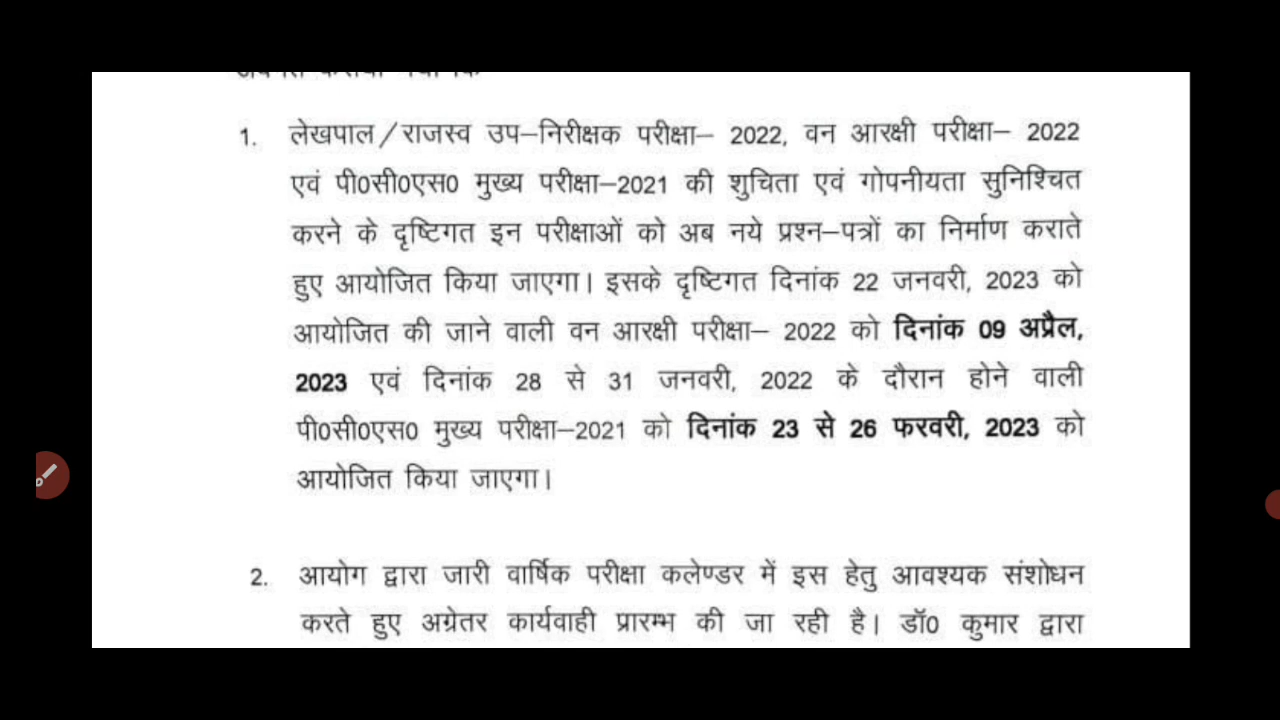 1. लेखपाल/राजस्व उप–निरीक्षक परीक्षा– 2022, वन आरक्षी परीक्षा– 2022
एवं पी0सी0एस0 मुख्य परीक्षा–2021 की शुचिता एवं गोपनीयता सुनिश्चित
करने के दृष्टिगत इन परीक्षाओं को अब नये प्रश्न–पत्रों का निर्माण कराते
हुए आयोजित किया जाएगा। इसके दृष्टिगत दिनांक 22 जनवरी, 2023 को
आयोजित की जाने वाली वन आरक्षी परीक्षा– 2022 को दिनांक 09 अप्रैल,
2023 एवं दिनांक 28 से 31 जनवरी, 2022 के दौरान होने वाली
पी0सी0एस0 मुख्य परीक्षा–2021 को दिनांक 23 से 26 फरवरी, 2023 को
आयोजित किया जाएगा।
2. आयोग द्वारा जारी वार्षिक परीक्षा कलेण्डर में इस हेतु आवश्यक संशोधन
करते हुए अग्रेतर कार्यवाही प्रारम्भ की जा रही है। डॉ0 कुमार द्वारा